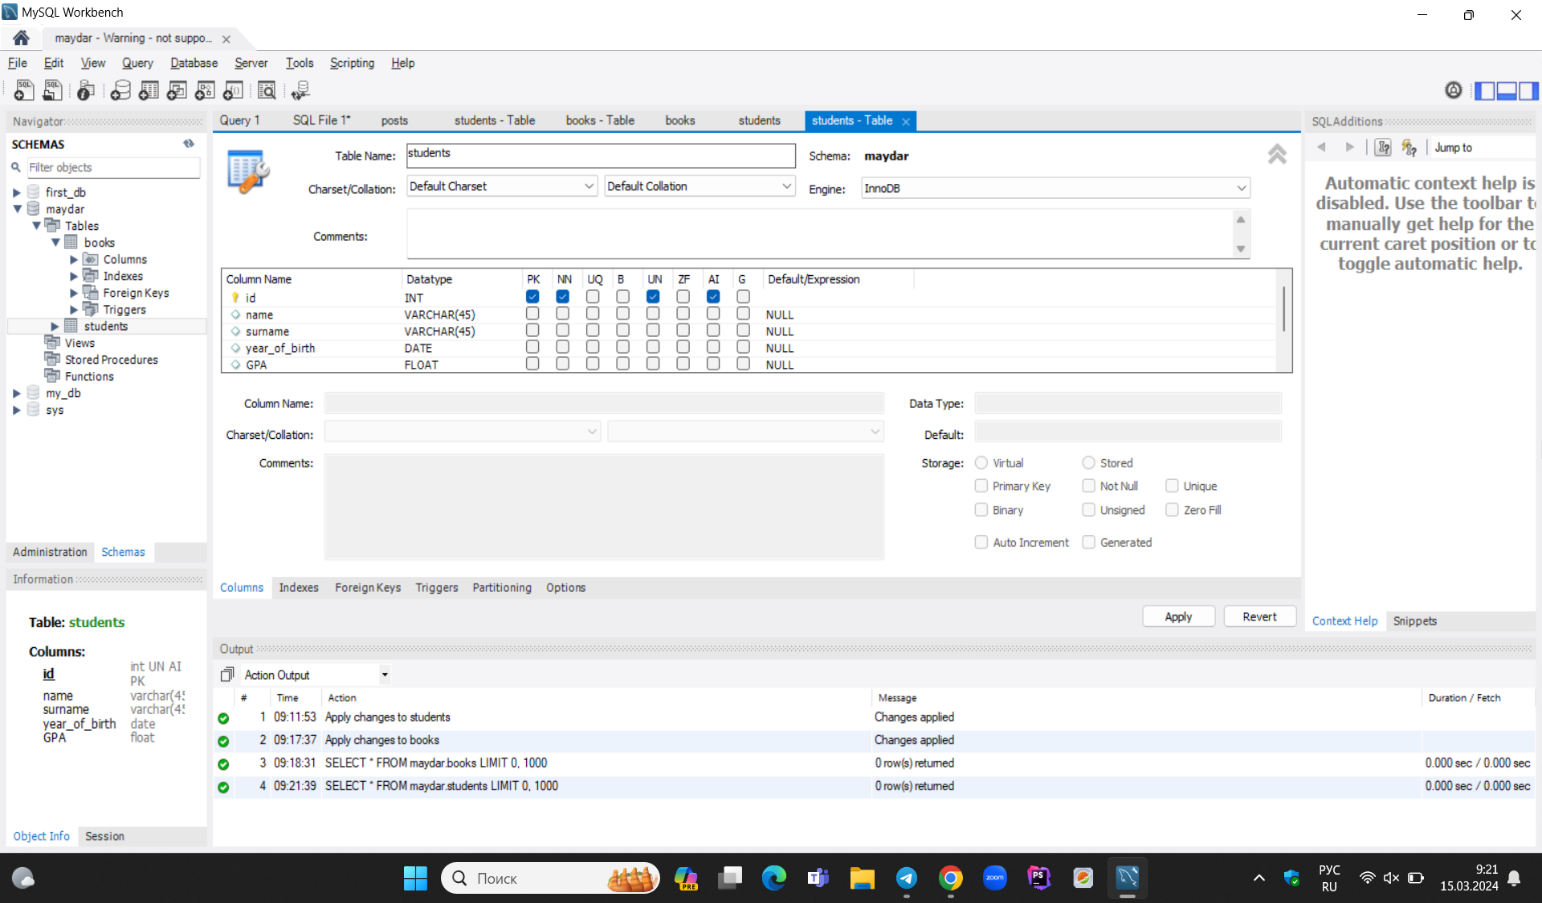 MySQL Workbench
maydar - Warning - not suppo...
File Edit View Query Database Server Tools Scripting Help
Navigator
SCHEMAS
Filter objects
first_db
maydar
Tables
books
Columns
Indexes
Foreign Keys
Triggers
students
Views
Stored Procedures
Functions
my_db
sys
Administration Schemas
Information
Table: students
Columns:
id int UN AI PK
name varchar(45
surname varchar(45
year_of_birth date
GPA float
Object Info Session
Query 1 SQL File 1* posts students - Table books - Table books students students - Table
Table Name: students Schema: maydar
Charset/Collation: Default Charset Default Collation Engine: InnoDB
Comments:
Column Name Datatype PK NN UQ B UN ZF AI G Default/Expression
id INT
name VARCHAR(45) NULL
surname VARCHAR(45) NULL
year_of_birth DATE NULL
GPA FLOAT NULL
Column Name: Data Type:
Charset/Collation: Default:
Comments: Storage: Virtual Stored
Primary Key Not Null Unique
Binary Unsigned Zero Fill
Auto Increment Generated
Columns Indexes Foreign Keys Triggers Partitioning Options
Apply Revert
Output
Action Output
# Time Action Message Duration / Fetch
1 09:11:53 Apply changes to students Changes applied
2 09:17:37 Apply changes to books Changes applied
3 09:18:31 SELECT * FROM maydar.books LIMIT 0, 1000 0 row(s) returned 0.000 sec / 0.000 sec
4 09:21:39 SELECT * FROM maydar.students LIMIT 0, 1000 0 row(s) returned 0.000 sec / 0.000 sec
SQLAdditions
Jump to
Automatic context help is
disabled. Use the toolbar t
manually get help for the
current caret position or to
toggle automatic help.
Context Help Snippets
Поиск
PRE
zoom
PS
РУС
RU
9:21
15.03.2024